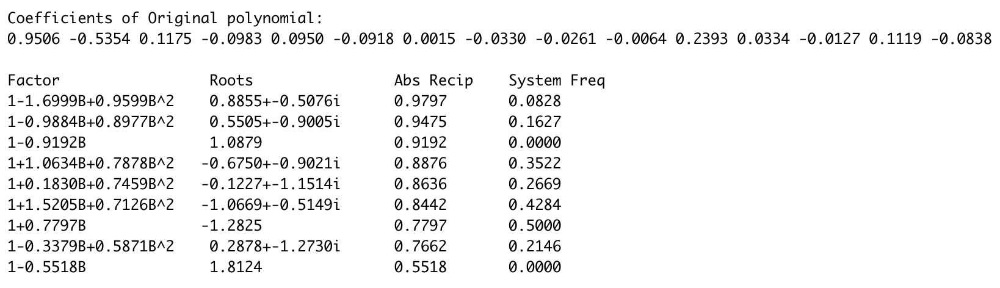 Coefficients of Original polynomial:
0.9506 -0.5354 0.1175 -0.0983 0.0950 -0.0918 0.0015 -0.0330 -0.0261 -0.0064 0.2393 0.0334 -0.0127 0.1119 -0.0838
Factor Roots Abs Recip System Freq
1-1.6999B+0.9599B^2 0.8855+-0.5076i 0.9797 0.0828
1-0.9884B+0.8977B^2 0.5505+-0.9005i 0.9475 0.1627
1-0.9192B 1.0879 0.9192 0.0000
1+1.0634B+0.7878B^2 -0.6750+-0.9021i 0.8876 0.3522
1+0.1830B+0.7459B^2 -0.1227+-1.1514i 0.8636 0.2669
1+1.5205B+0.7126B^2 -1.0669+-0.5149i 0.8442 0.4284
1+0.7797B -1.2825 0.7797 0.5000
1-0.3379B+0.5871B^2 0.2878+-1.2730i 0.7662 0.2146
1-0.5518B 1.8124 0.5518 0.0000